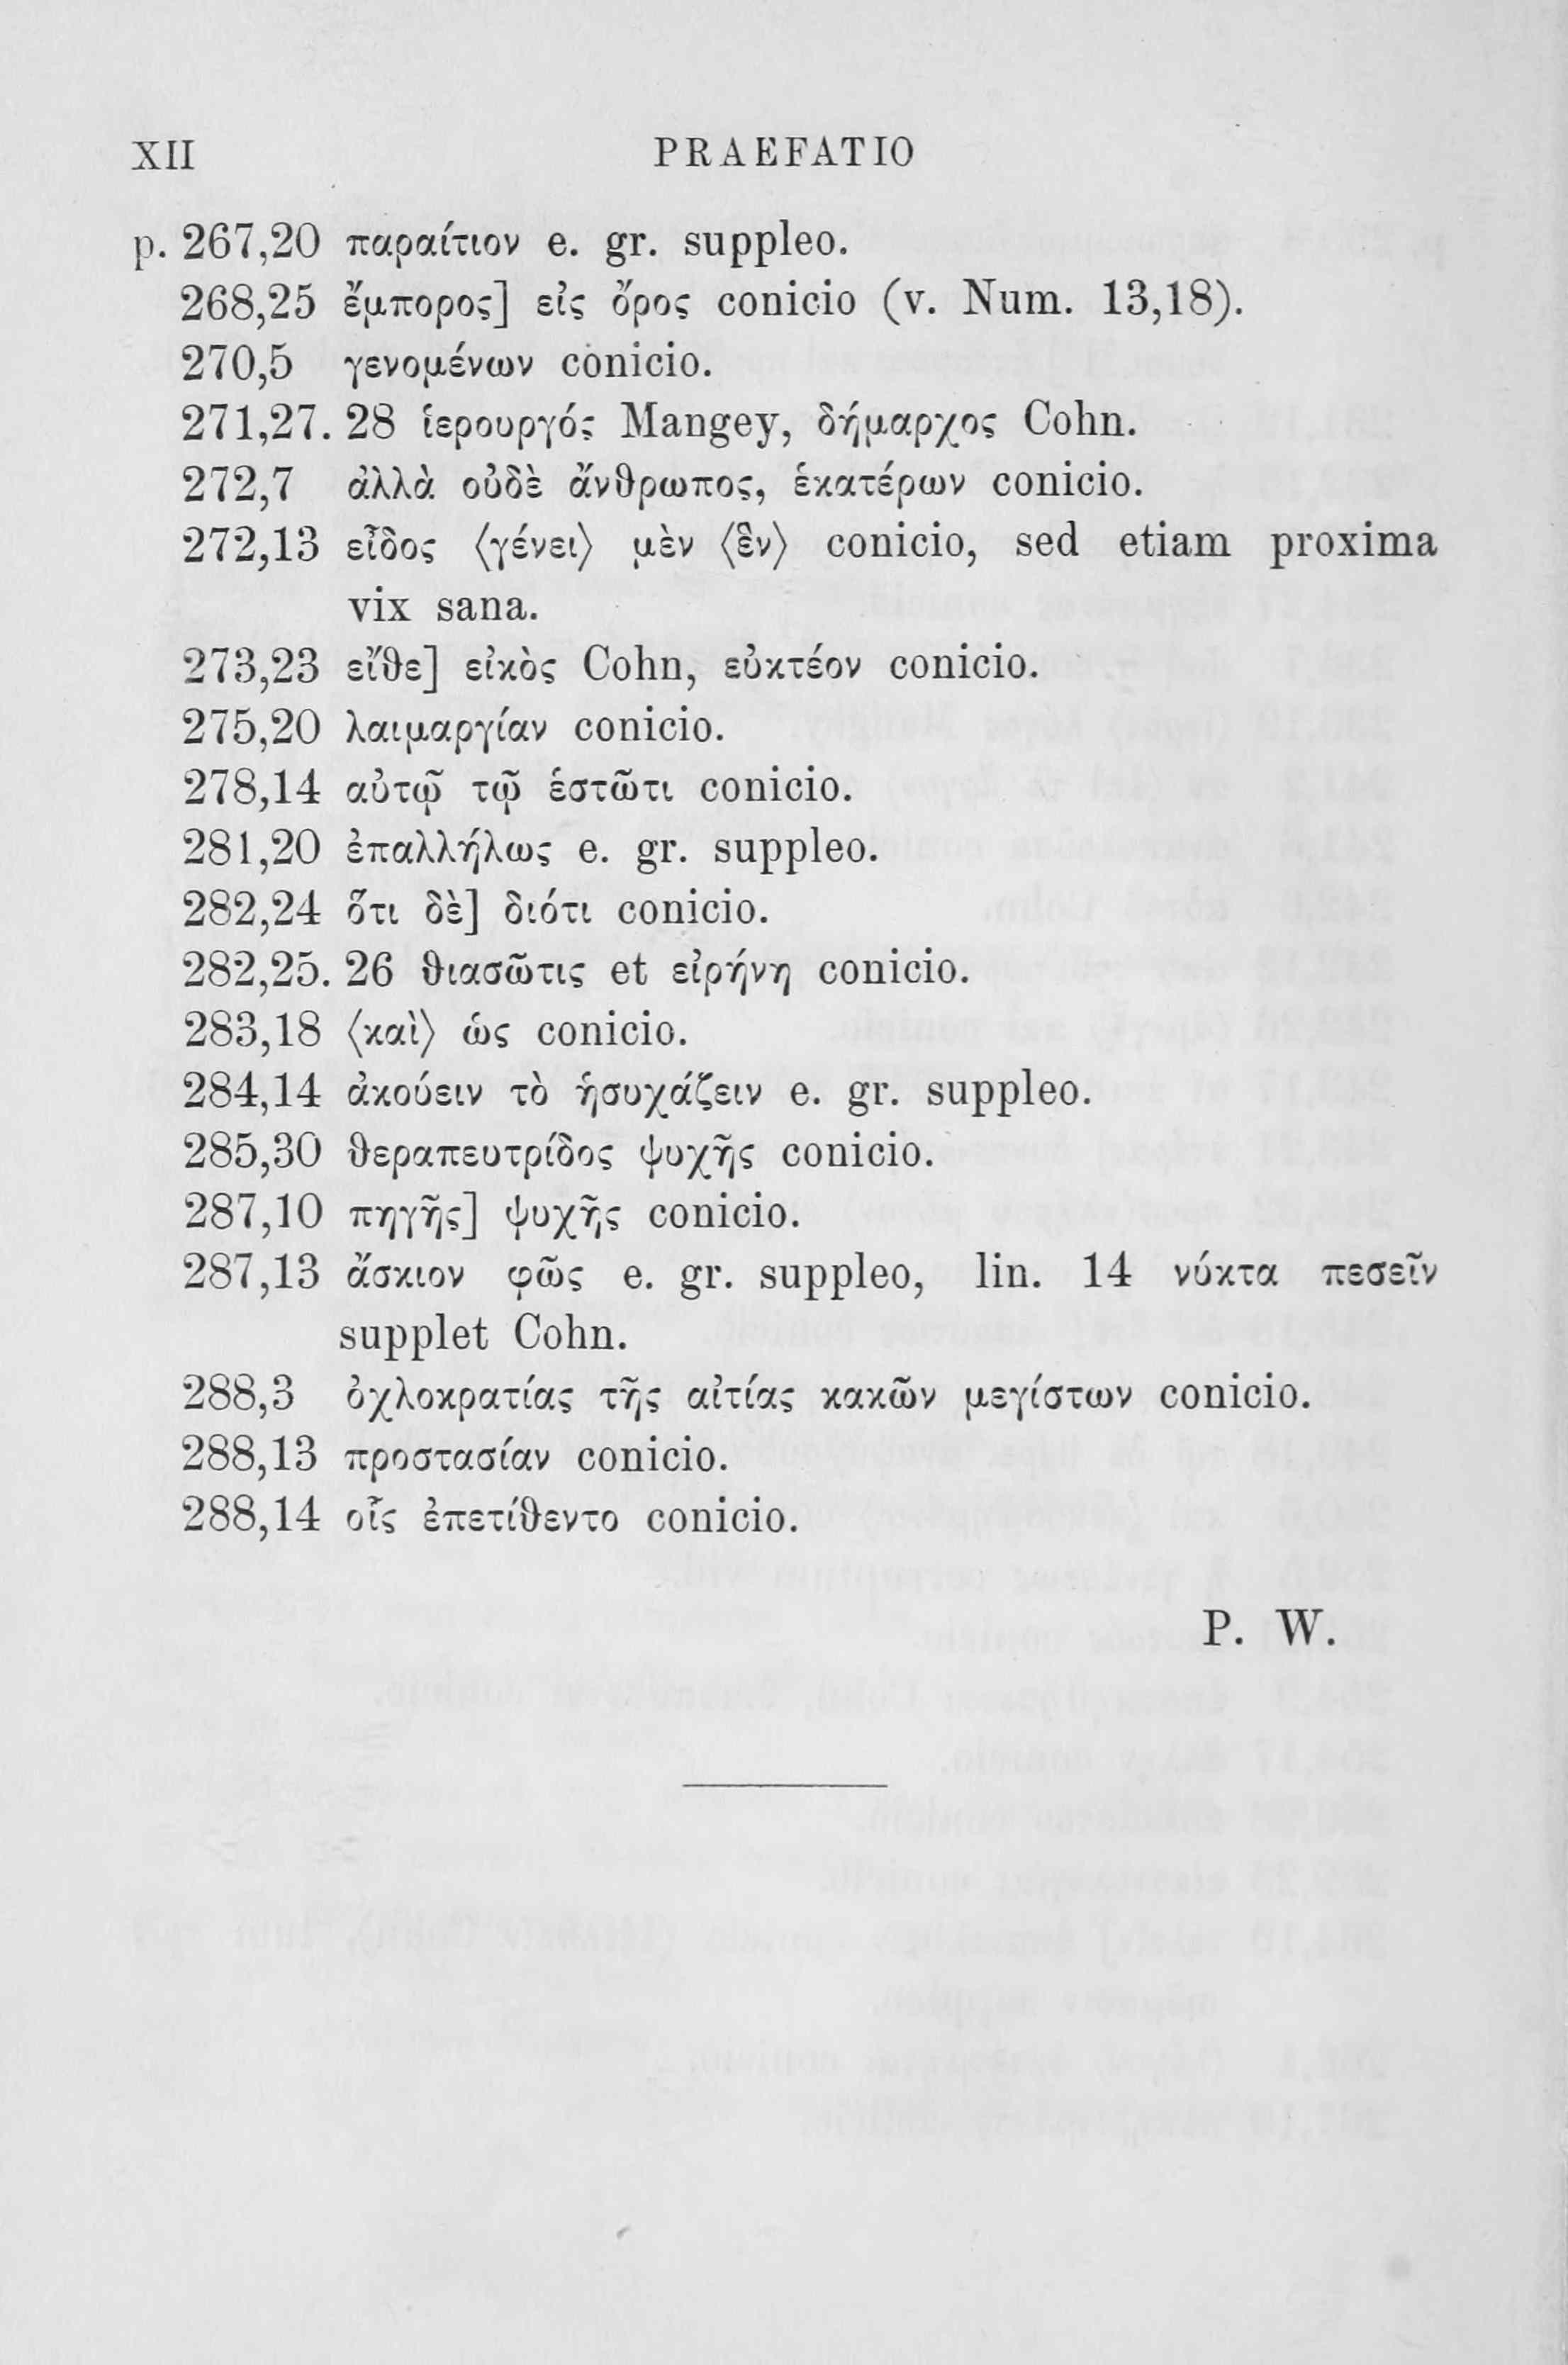 XII PRAEFATIO
p. 267,20 παραίτιον e. gr. suppleo.
268,25 ἔμπορος] εἰς ὄρος conicio (v. Num. 13,18).
270,5 γενομένων conicio.
271,27. 28 ἱερουργός Mangey, δήμαρχος Cohn.
272,7 ἀλλὰ οὐδὲ ἄνθρωπος, ἑκατέρων conicio.
272,13 εἶδος ⟨γένει⟩ μὲν ⟨ἓν⟩ conicio, sed etiam proxima
vix sana.
273,23 εἴθε] εἰκὸς Cohn, εὐκτέον conicio.
275,20 λαιμαργίαν conicio.
278,14 αὐτῷ τῷ ἑστῶτι conicio.
281,20 ἐπαλλήλως e. gr. suppleo.
282,24 ὅτι δὲ] διότι conicio.
282,25. 26 θιασῶτις et εἰρήνη conicio.
283,18 ⟨καὶ⟩ ὡς conicio.
284,14 ἀκούειν τὸ ἡσυχάζειν e. gr. suppleo.
285,30 θεραπευτρίδος ψυχῆς conicio.
287,10 πηγῆς] ψυχῆς conicio.
287,13 ἄσκιον φῶς e. gr. suppleo, lin. 14 νύκτα πεσεῖν
supplet Cohn.
288,3 ὀχλοκρατίας τῆς αἰτίας κακῶν μεγίστων conicio.
288,13 προστασίαν conicio.
288,14 οἷς ἐπετίθεντο conicio.
P. W.